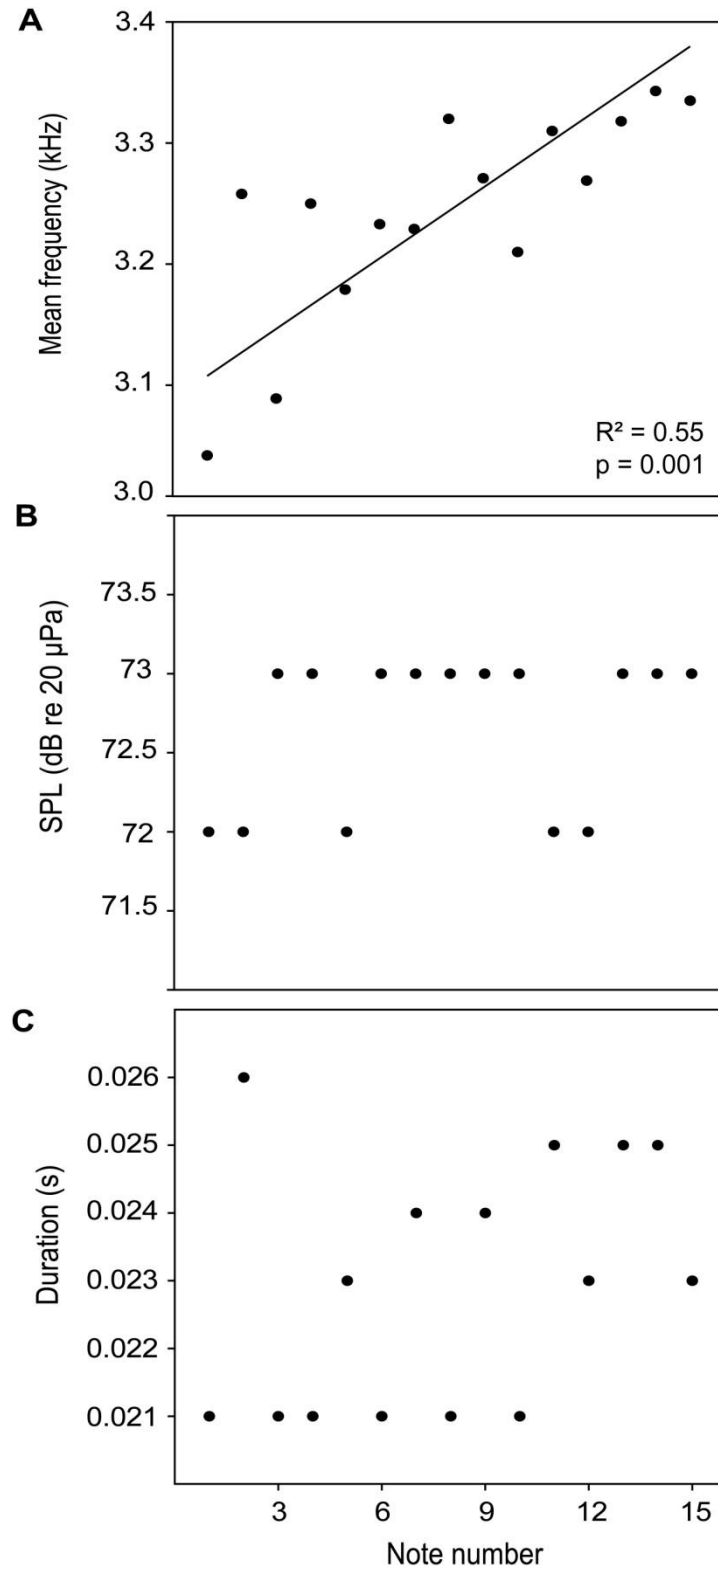 A
3.4
3.3
3.2
3.1
3.0
Mean frequency (kHz)
R² = 0.55
p = 0.001
B
73.5
73
72.5
72
71.5
SPL (dB re 20 µPa)
C
0.026
0.025
0.024
0.023
0.022
0.021
Duration (s)
3 6 9 12 15
Note number